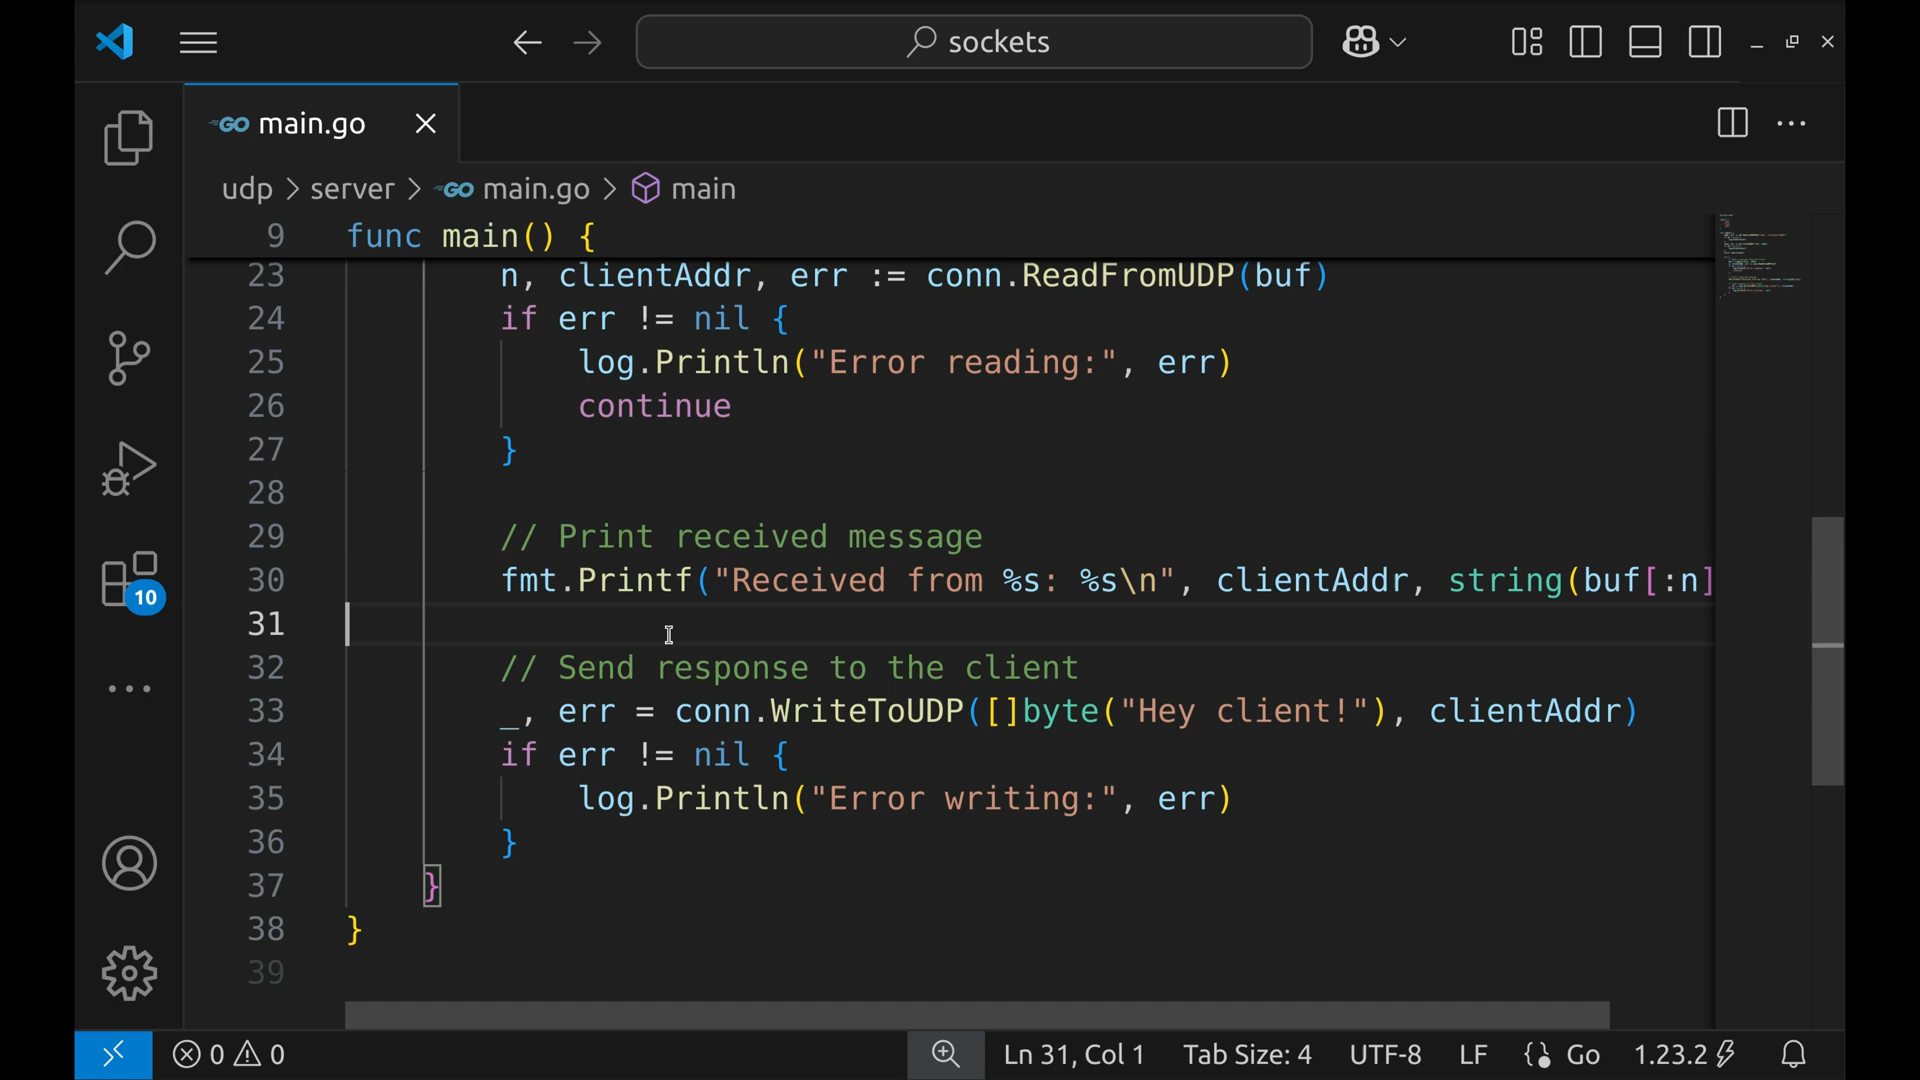 sockets
main.go
udp > server > main.go > main
9 func main() {
23 n, clientAddr, err := conn.ReadFromUDP(buf)
24 if err != nil {
25 log.Println("Error reading:", err)
26 continue
27 }
28
29 // Print received message
30 fmt.Printf("Received from %s: %s\n", clientAddr, string(buf[:n]
31
32 // Send response to the client
33 _, err = conn.WriteToUDP([]byte("Hey client!"), clientAddr)
34 if err != nil {
35 log.Println("Error writing:", err)
36 }
37 }
38 }
39
10
0 0 Ln 31, Col 1 Tab Size: 4 UTF-8 LF Go 1.23.2